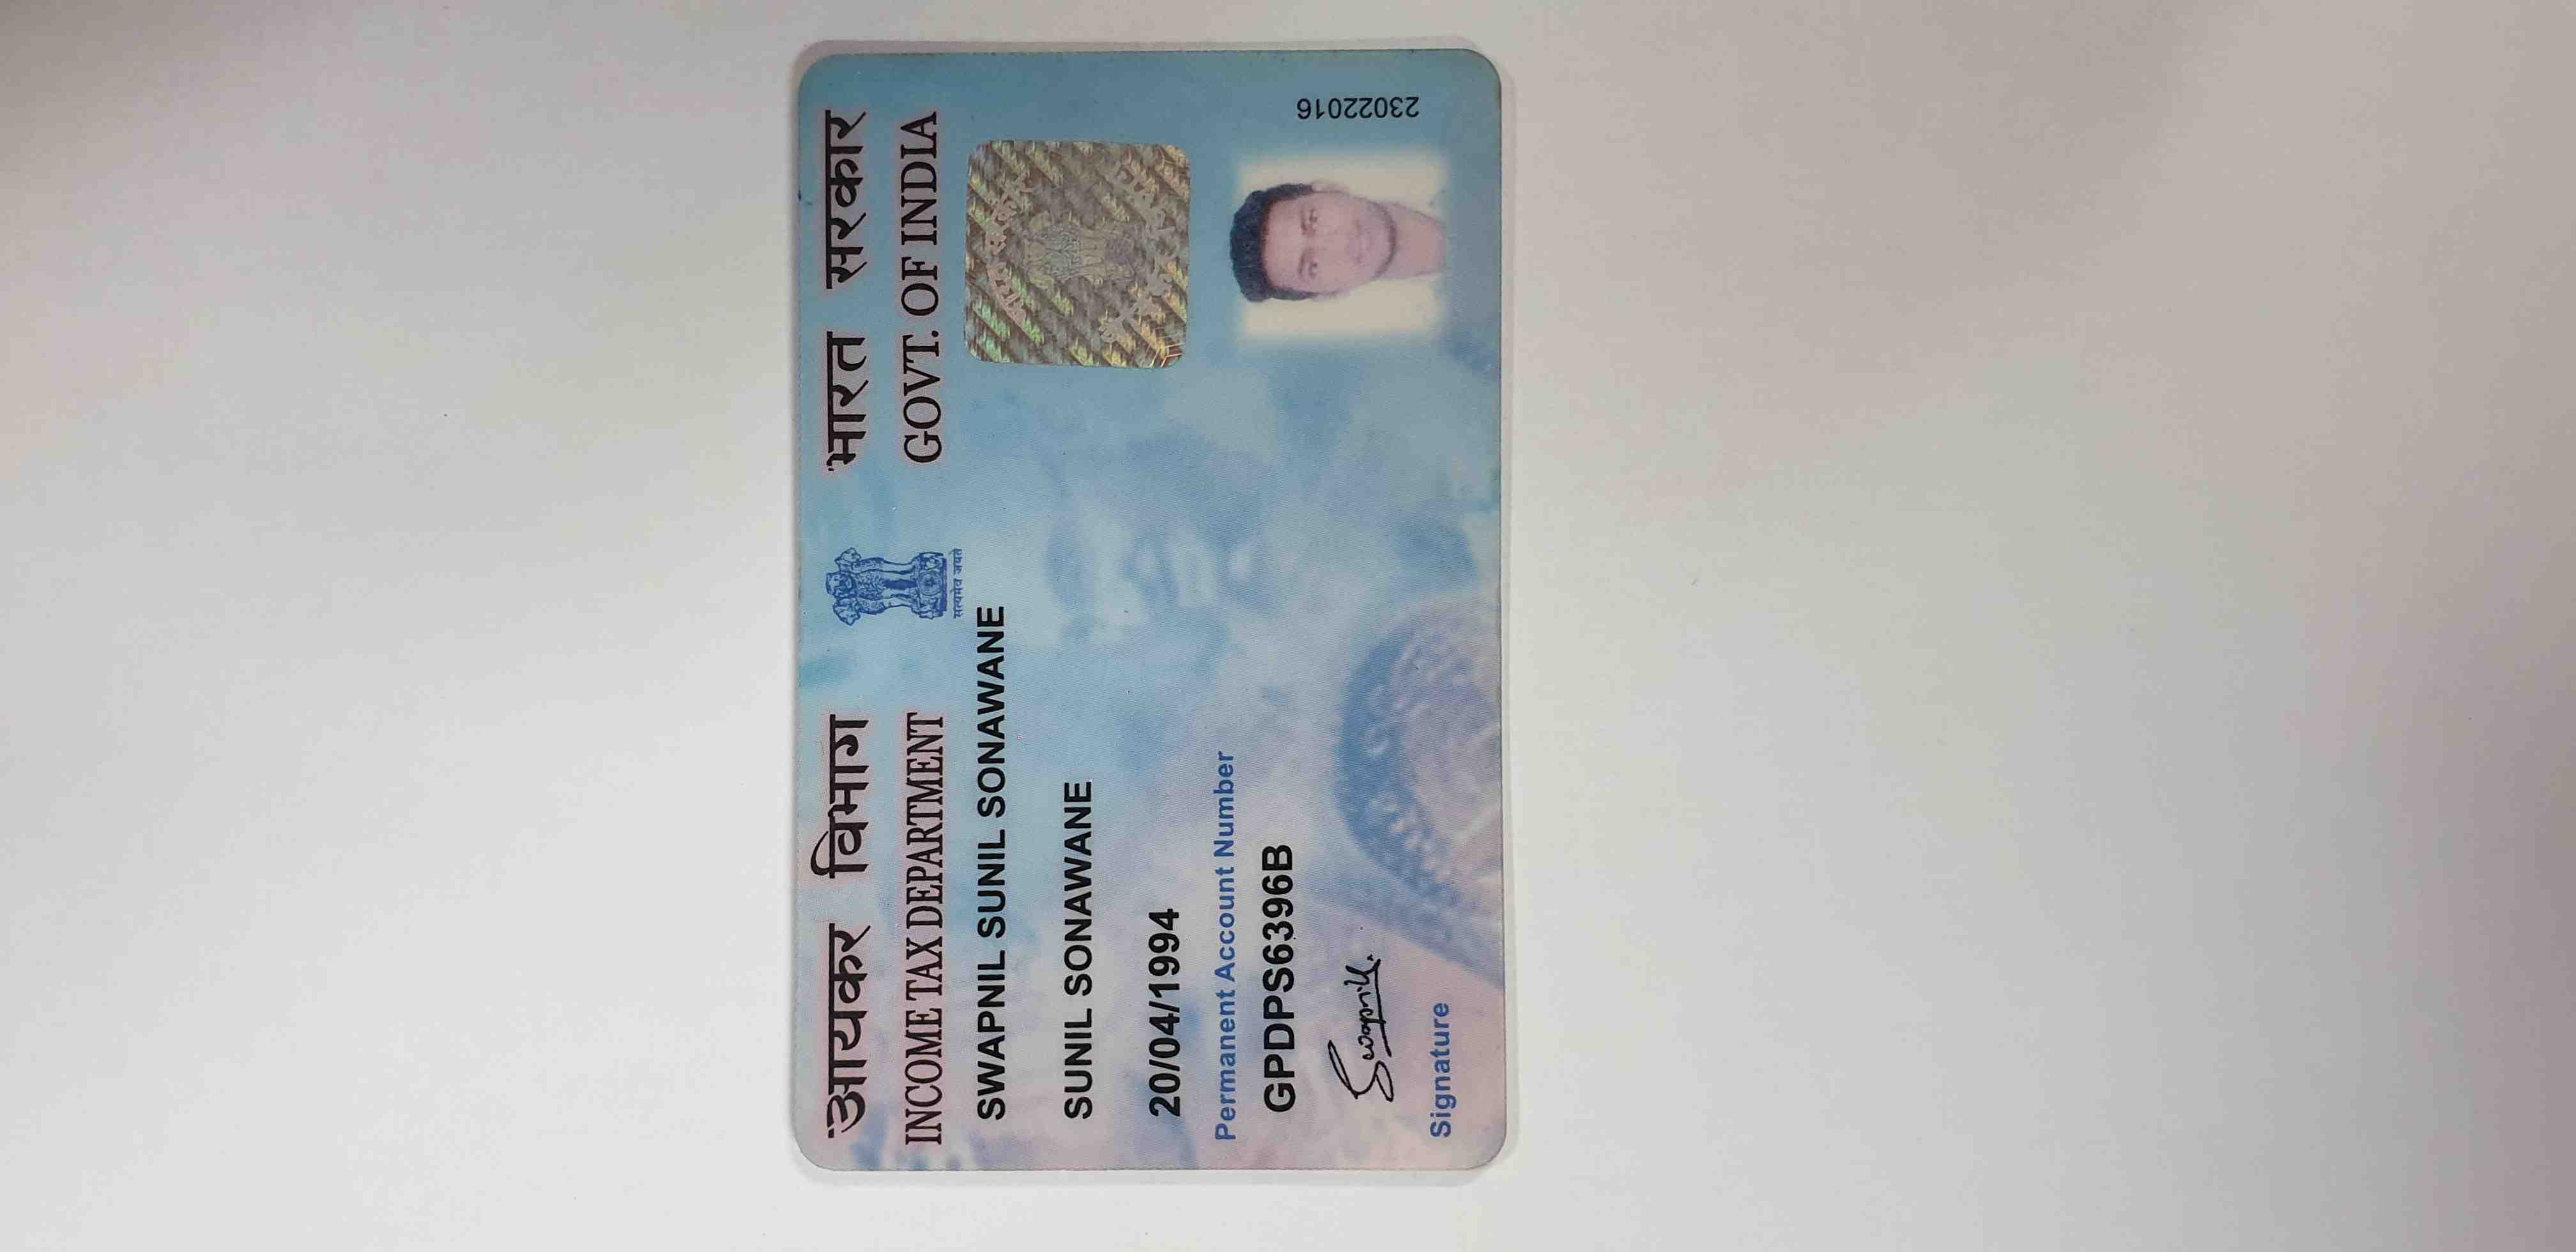 आयकर विभाग
INCOME TAX DEPARTMENT
सत्यमेव जयते
भारत सरकार
GOVT. OF INDIA
SWAPNIL SUNIL SONAWANE
SUNIL SONAWANE
20/04/1994
Permanent Account Number
GPDPS6396B
Swapnil.
Signature
23022016